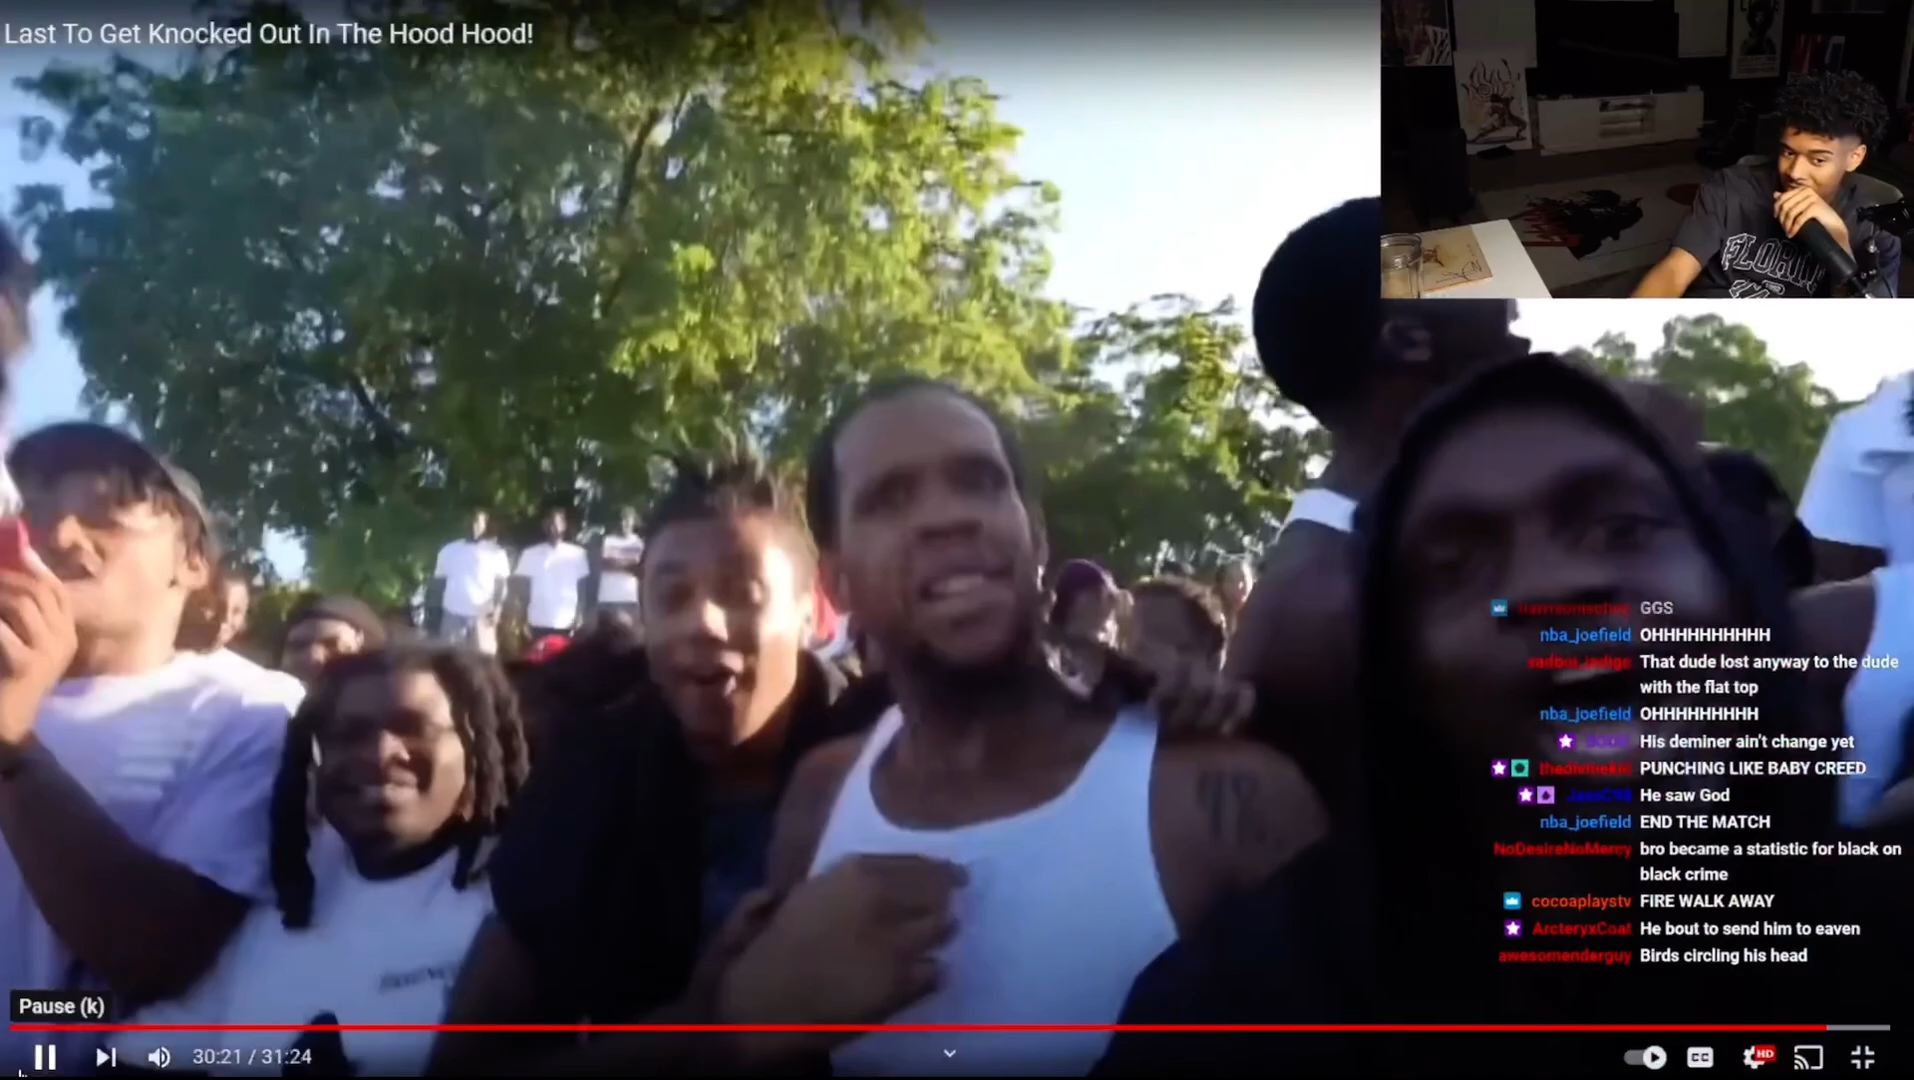 Last To Get Knocked Out In The Hood Hood!
GGS
nba_joefield OHHHHHHHHHHH
That dude lost anyway to the dude
with the flat top
nba_joefield OHHHHHHHHHH
His deminer ain't change yet
PUNCHING LIKE BABY CREED
He saw God
nba_joefield END THE MATCH
NoDesireNoMercy bro became a statistic for black on
black crime
cocoaplaystv FIRE WALK AWAY
ArcteryxCoat He bout to send him to eaven
awesomenderguy Birds circling his head
Pause (k)
30:21 / 31:24
CC
HD